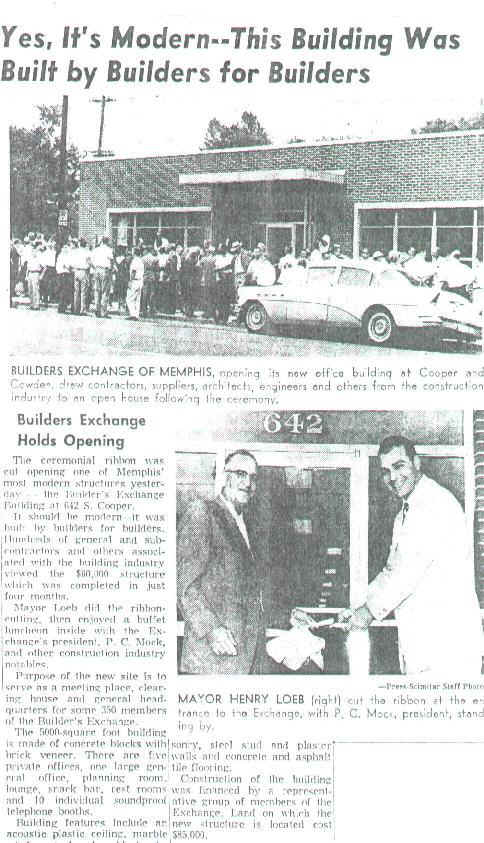 Yes, It's Modern--This Building Was
Built by Builders for Builders
BUILDERS EXCHANGE OF MEMPHIS, opening its new office building at Cooper and
Cowden, drew contractors, suppliers, architects, engineers and others from the construction
industry to an open house following the ceremony.
Builders Exchange
Holds Opening
The ceremonial ribbon was
cut opening one of Memphis'
most modern structures yester-
day -- the Builder's Exchange
Building at 642 S. Cooper.
It should be modern--it was
built by builders for builders.
Hundreds of general and sub-
contractors and others associ-
ated with the building industry
viewed the $60,000 structure
which was completed in just
four months.
Mayor Loeb did the ribbon-
cutting, then enjoyed a buffet
luncheon inside with the Ex-
change's president, P. C. Mock,
and other construction industry
notables.
Purpose of the new site is to
serve as a meeting place, clear-
ing house and general head-
quarters for some 350 members
of the Builder's Exchange.
The 5000-square foot building
is made of concrete blocks with
brick veneer. There are five
private offices, one large gen-
eral office, planning room,
lounge, snack bar, rest rooms
and 10 individual soundproof
telephone booths.
Building features include an
acoustic plastic ceiling, marble
642
—Press-Scimitar Staff Photo
MAYOR HENRY LOEB (right) cut the ribbon at the en-
trance to the Exchange, with P. C. Mock, president, stand-
ing by.
sonry, steel stud and plaster
walls and concrete and asphalt
tile flooring.
Construction of the building
was financed by a represent-
ative group of members of the
Exchange. Land on which the
new structure is located cost
$85,000.